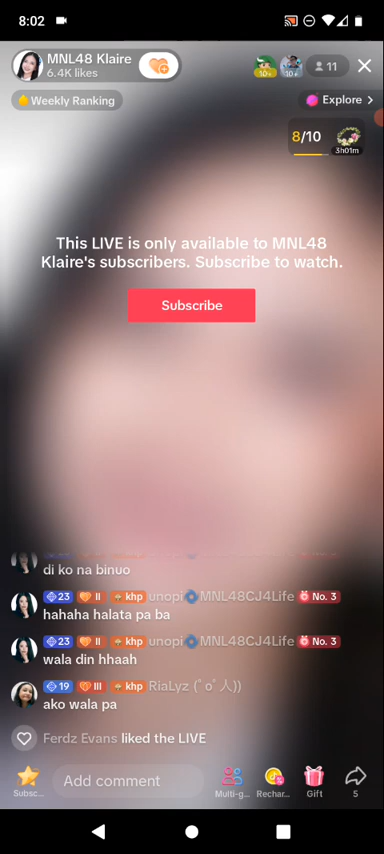 8:02
MNL48 Klaire
6.4K likes
10+
11
Weekly Ranking
Explore
8/10
3h01m
This LIVE is only available to MNL48
Klaire's subscribers. Subscribe to watch.
Subscribe
di ko na binuo
23 II khp unopi MNL48CJ4Life No. 3
hahaha halata pa ba
23 II khp unopi MNL48CJ4Life No. 3
wala din hhaah
19 III khp RiaLyz (ﾟoﾟ人))
ako wala pa
Ferdz Evans liked the LIVE
Subsc... Add comment Multi-g... Rechar... Gift 5